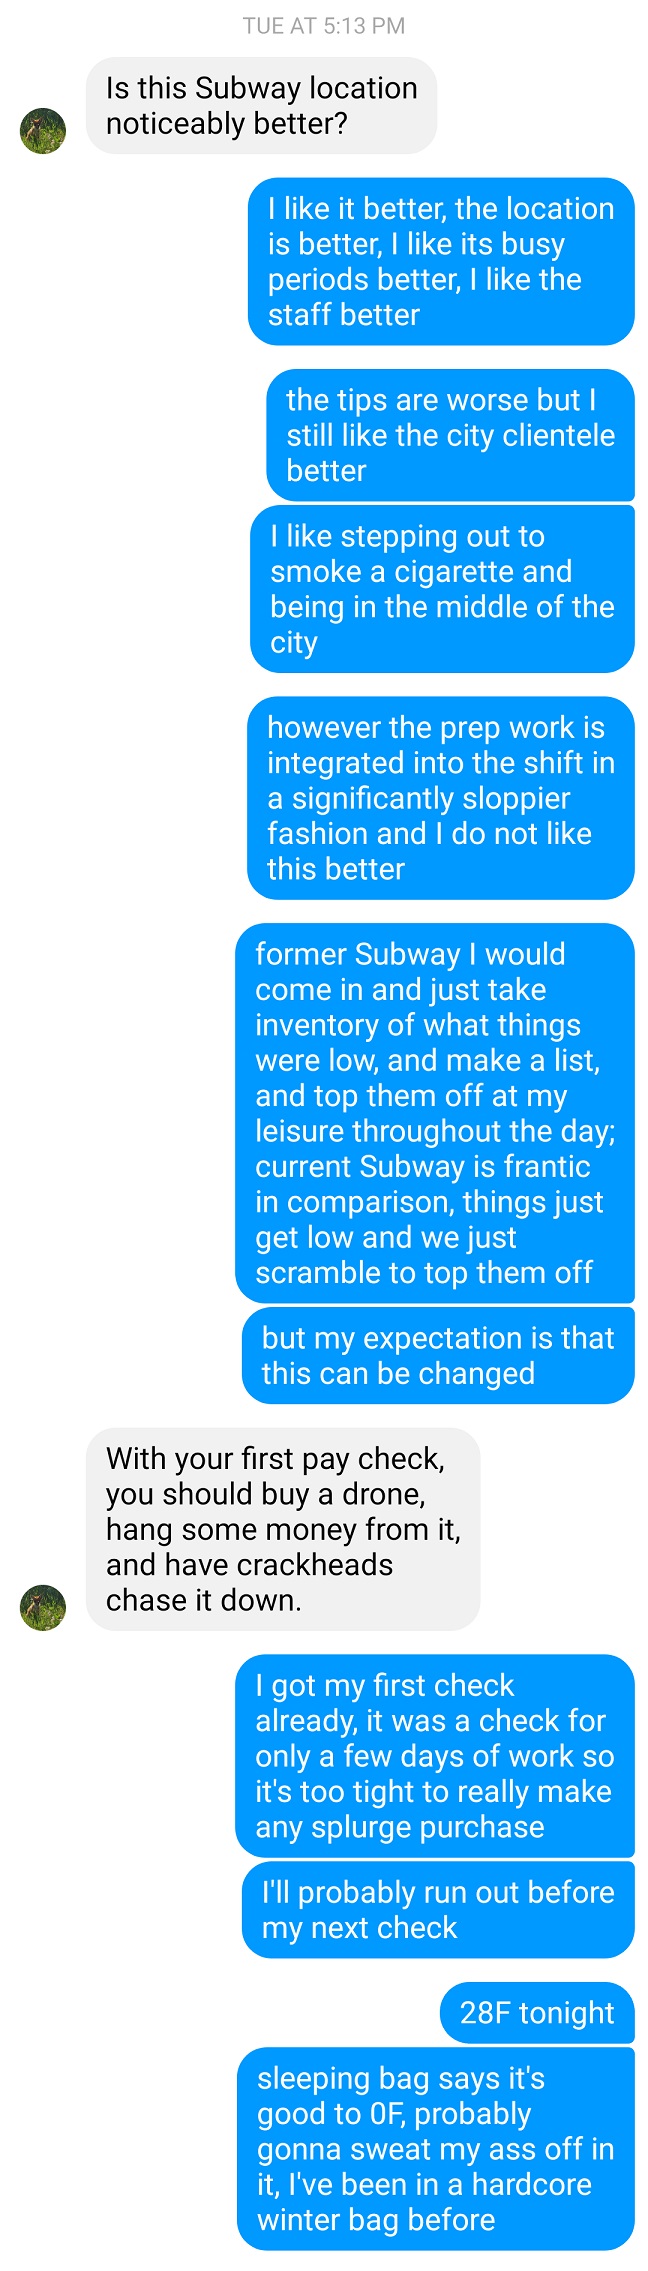 TUE AT 5:13 PM
Is this Subway location
noticeably better?
I like it better, the location
is better, I like its busy
periods better, I like the
staff better
the tips are worse but I
still like the city clientele
better
I like stepping out to
smoke a cigarette and
being in the middle of the
city
however the prep work is
integrated into the shift in
a significantly sloppier
fashion and I do not like
this better
former Subway I would
come in and just take
inventory of what things
were low, and make a list,
and top them off at my
leisure throughout the day;
current Subway is frantic
in comparison, things just
get low and we just
scramble to top them off
but my expectation is that
this can be changed
With your first pay check,
you should buy a drone,
hang some money from it,
and have crackheads
chase it down.
I got my first check
already, it was a check for
only a few days of work so
it's too tight to really make
any splurge purchase
I'll probably run out before
my next check
28F tonight
sleeping bag says it's
good to 0F, probably
gonna sweat my ass off in
it, I've been in a hardcore
winter bag before